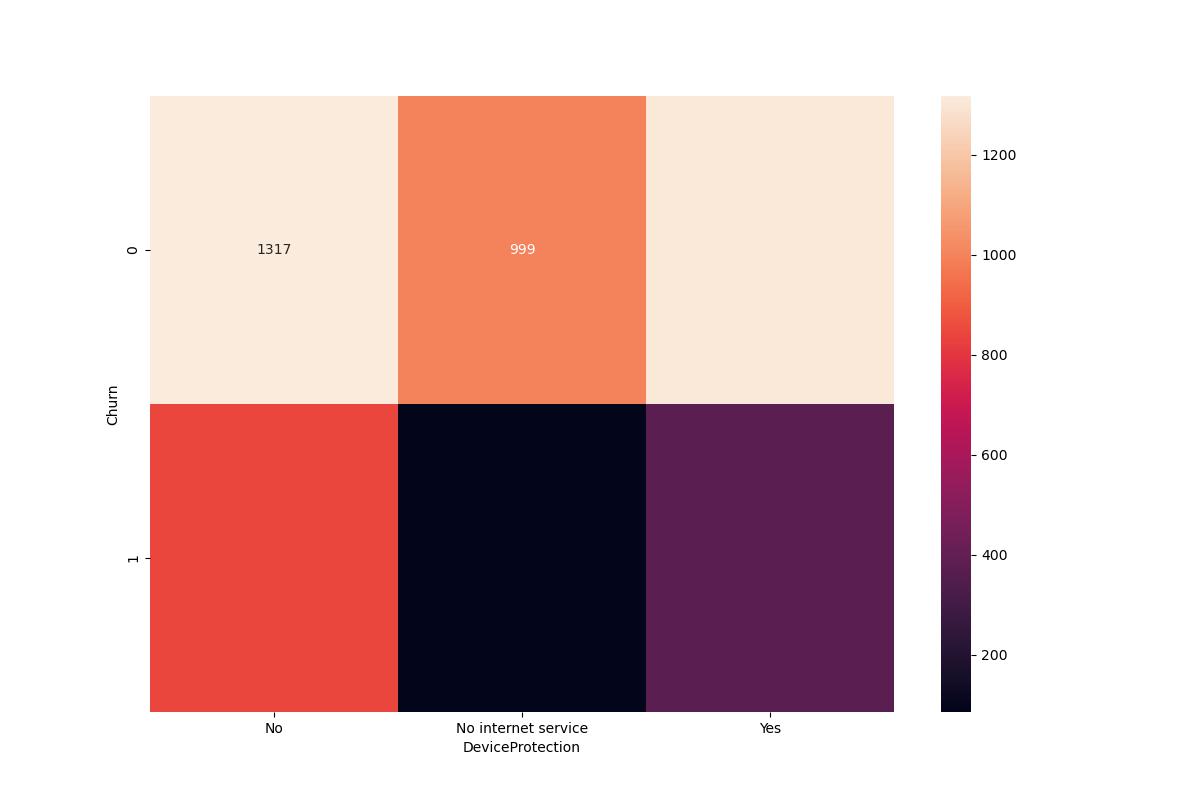 1317
999
0
1
Churn
No
No internet service
Yes
DeviceProtection
1200
1000
800
600
400
200